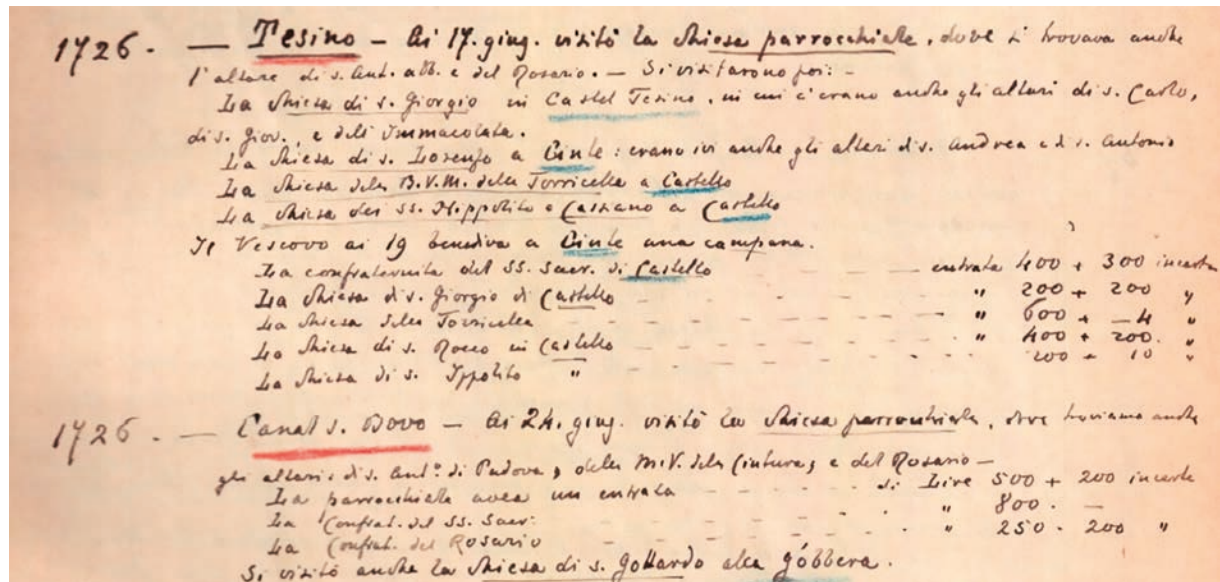 1726. — Tesino — Ai 17. giug. visitò la chiesa parrocchiale, dove si trovava anche
l'altare di s. Ant. abb. e del Rosario. — Si visitarono poi: -
La chiesa di s. Giorgio in Castel Tesino, in cui c'erano anche gli altari di s. Carlo,
di s. Giov., e dell'Immacolata.
La chiesa di s. Lorenzo a Cinte: erano ivi anche gli altari di s. Andrea e di s. Antonio
La chiesa della B.V.M. della Torricella a Castello
La chiesa dei SS. Hippolito e Cassiano a Castello
Il Vescovo ai 19 benediva a Cinte una campana.
La confraternita del SS. Sacr. di Castello - - - entrata 400 + 300 incerta
La chiesa di s. Giorgio di Castello - - - " 200 + 200 "
La chiesa della Torricella - - - " 600 + — 4 "
La chiesa di s. Rocco in Castello - - - " 400 + 200. "
La chiesa di s. Ippolito " - - - 200 + 10 "
1726. — Canal s. Bovo — Ai 24. giug. visitò la chiesa parrocchiale, dove troviamo anche
gli altari: di s. Ant.° di Padova, della M.V. della Cintura, e del Rosario —
La parrocchiale avea un entrata - - - di Lire 500 + 200 incerte
La Confrat. del SS. Sacr. - - - " 800. —
La Confrat. del Rosario - - - " 250 - 200 "
Si visitò anche la chiesa di s. Gottardo alla góbbera.